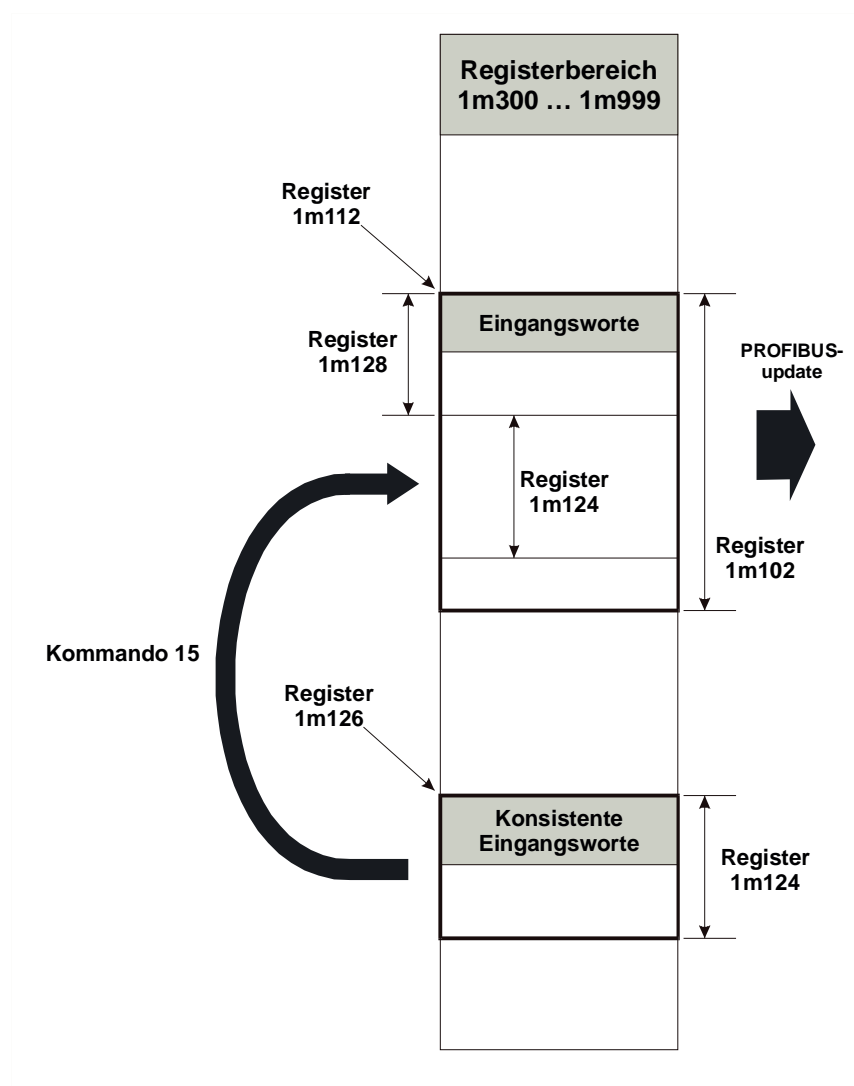 Registerbereich
1m300 … 1m999
Register
1m112
Eingangsworte
Register
1m128
PROFIBUS-
update
Register
1m124
Register
1m102
Kommando 15
Register
1m126
Konsistente
Eingangsworte
Register
1m124